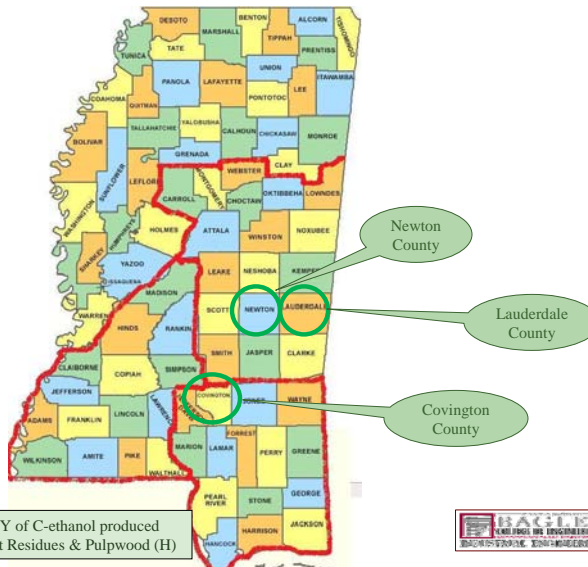 DESOTO
BENTON
ALCORN
TISHOMINGO
MARSHALL
TIPPAH
TATE
PRENTISS
TUNICA
UNION
PANOLA
LAFAYETTE
ITAWAMBA
LEE
COAHOMA
PONTOTOC
QUITMAN
YALOBUSHA
TALLAHATCHIE
CALHOUN
CHICKASAW
MONROE
BOLIVAR
GRENADA
CLAY
SUNFLOWER
LEFLORE
MONTGOMERY
WEBSTER
OKTIBBEHA
LOWNDES
CARROLL
CHOCTAW
WASHINGTON
HUMPHREYS
HOLMES
ATTALA
WINSTON
NOXUBEE
Newton
County
SHARKEY
YAZOO
ISSAQUENA
LEAKE
NESHOBA
KEMPER
MADISON
WARREN
SCOTT
NEWTON
LAUDERDALE
Lauderdale
County
HINDS
RANKIN
SMITH
JASPER
CLARKE
CLAIBORNE
COPIAH
SIMPSON
JEFFERSON
COVINGTON
JONES
WAYNE
Covington
County
ADAMS
FRANKLIN
LINCOLN
LAWRENCE
JEFFERSON DAVIS
FORREST
MARION
LAMAR
PERRY
GREENE
WILKINSON
AMITE
PIKE
WALTHALL
PEARL
RIVER
STONE
GEORGE
HARRISON
JACKSON
HANCOCK
Y of C-ethanol produced
t Residues & Pulpwood (H)
BAGLE